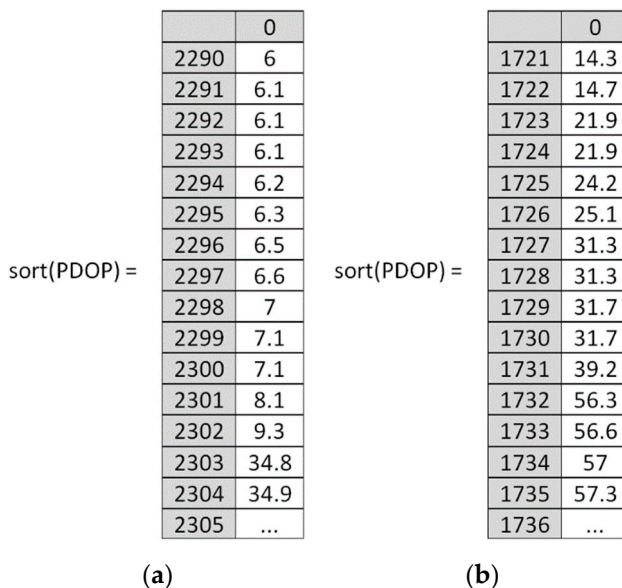 0 0
2290 6 1721 14.3
2291 6.1 1722 14.7
2292 6.1 1723 21.9
2293 6.1 1724 21.9
2294 6.2 1725 24.2
2295 6.3 1726 25.1
2296 6.5 1727 31.3
sort(PDOP) = 2297 6.6 sort(PDOP) = 1728 31.3
2298 7 1729 31.7
2299 7.1 1730 31.7
2300 7.1 1731 39.2
2301 8.1 1732 56.3
2302 9.3 1733 56.6
2303 34.8 1734 57
2304 34.9 1735 57.3
2305 ... 1736 ...
(a) (b)